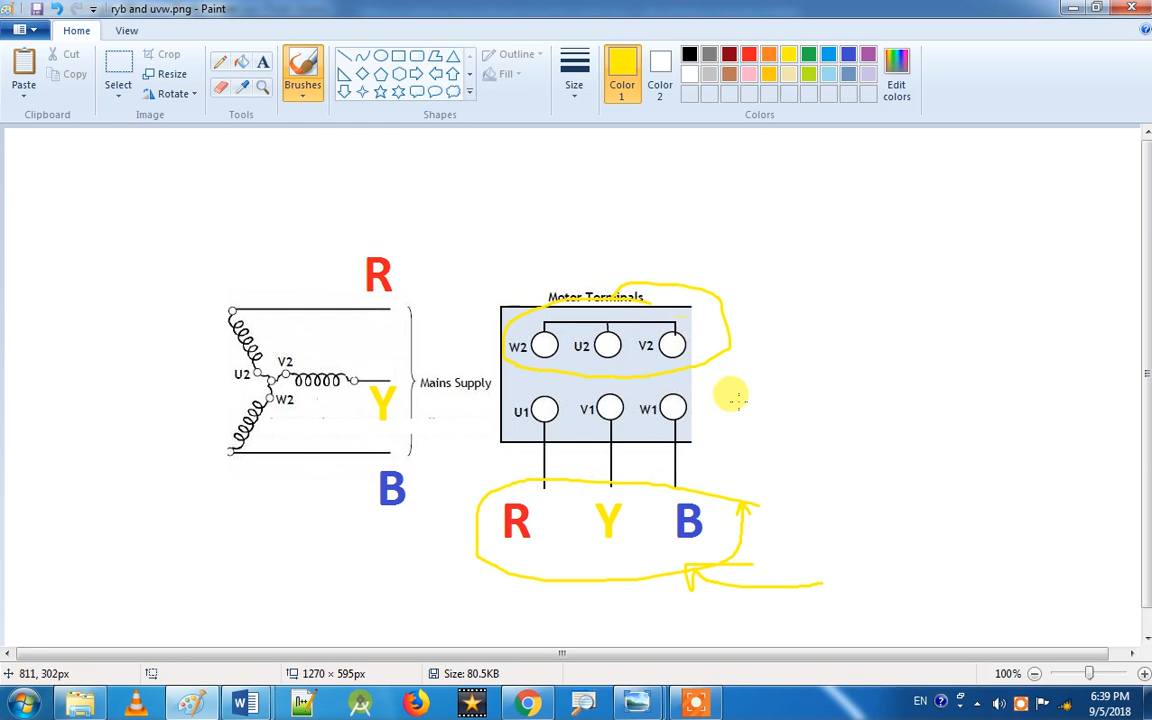 ryb and uvw.png - Paint
Home View
Paste
Cut
Copy
Clipboard
Select
Crop
Resize
Rotate
Image
A
Tools
Brushes
Shapes
Outline
Fill
Size
Color 1
Color 2
Edit colors
Colors
R
Motor Terminals
W2 U2 V2
V2
U2
Y
W2
Mains Supply
U1 V1 W1
B
R Y B
811, 302px
1270 × 595px
Size: 80.5KB
100%
EN
6:39 PM
9/5/2018